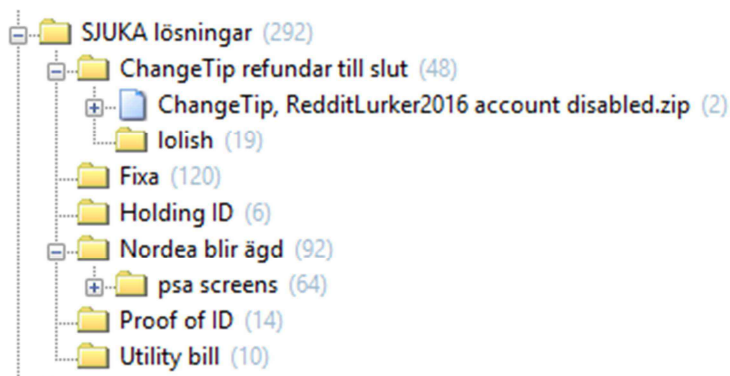 SJUKA lösningar (292)
ChangeTip refundar till slut (48)
ChangeTip, RedditLurker2016 account disabled.zip (2)
lolish (19)
Fixa (120)
Holding ID (6)
Nordea blir ägd (92)
psa screens (64)
Proof of ID (14)
Utility bill (10)